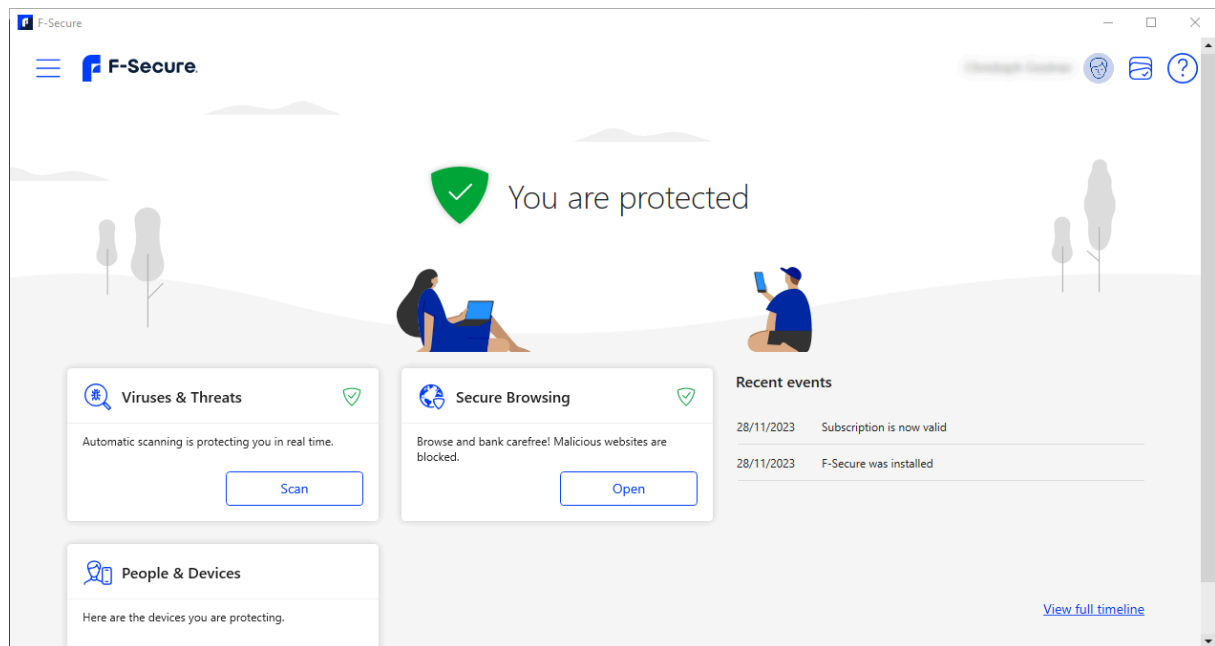 F-Secure
F-Secure.
?
You are protected
Viruses & Threats
Automatic scanning is protecting you in real time.
Scan
Secure Browsing
Browse and bank carefree! Malicious websites are
blocked.
Open
Recent events
28/11/2023 Subscription is now valid
28/11/2023 F-Secure was installed
People & Devices
Here are the devices you are protecting.
View full timeline